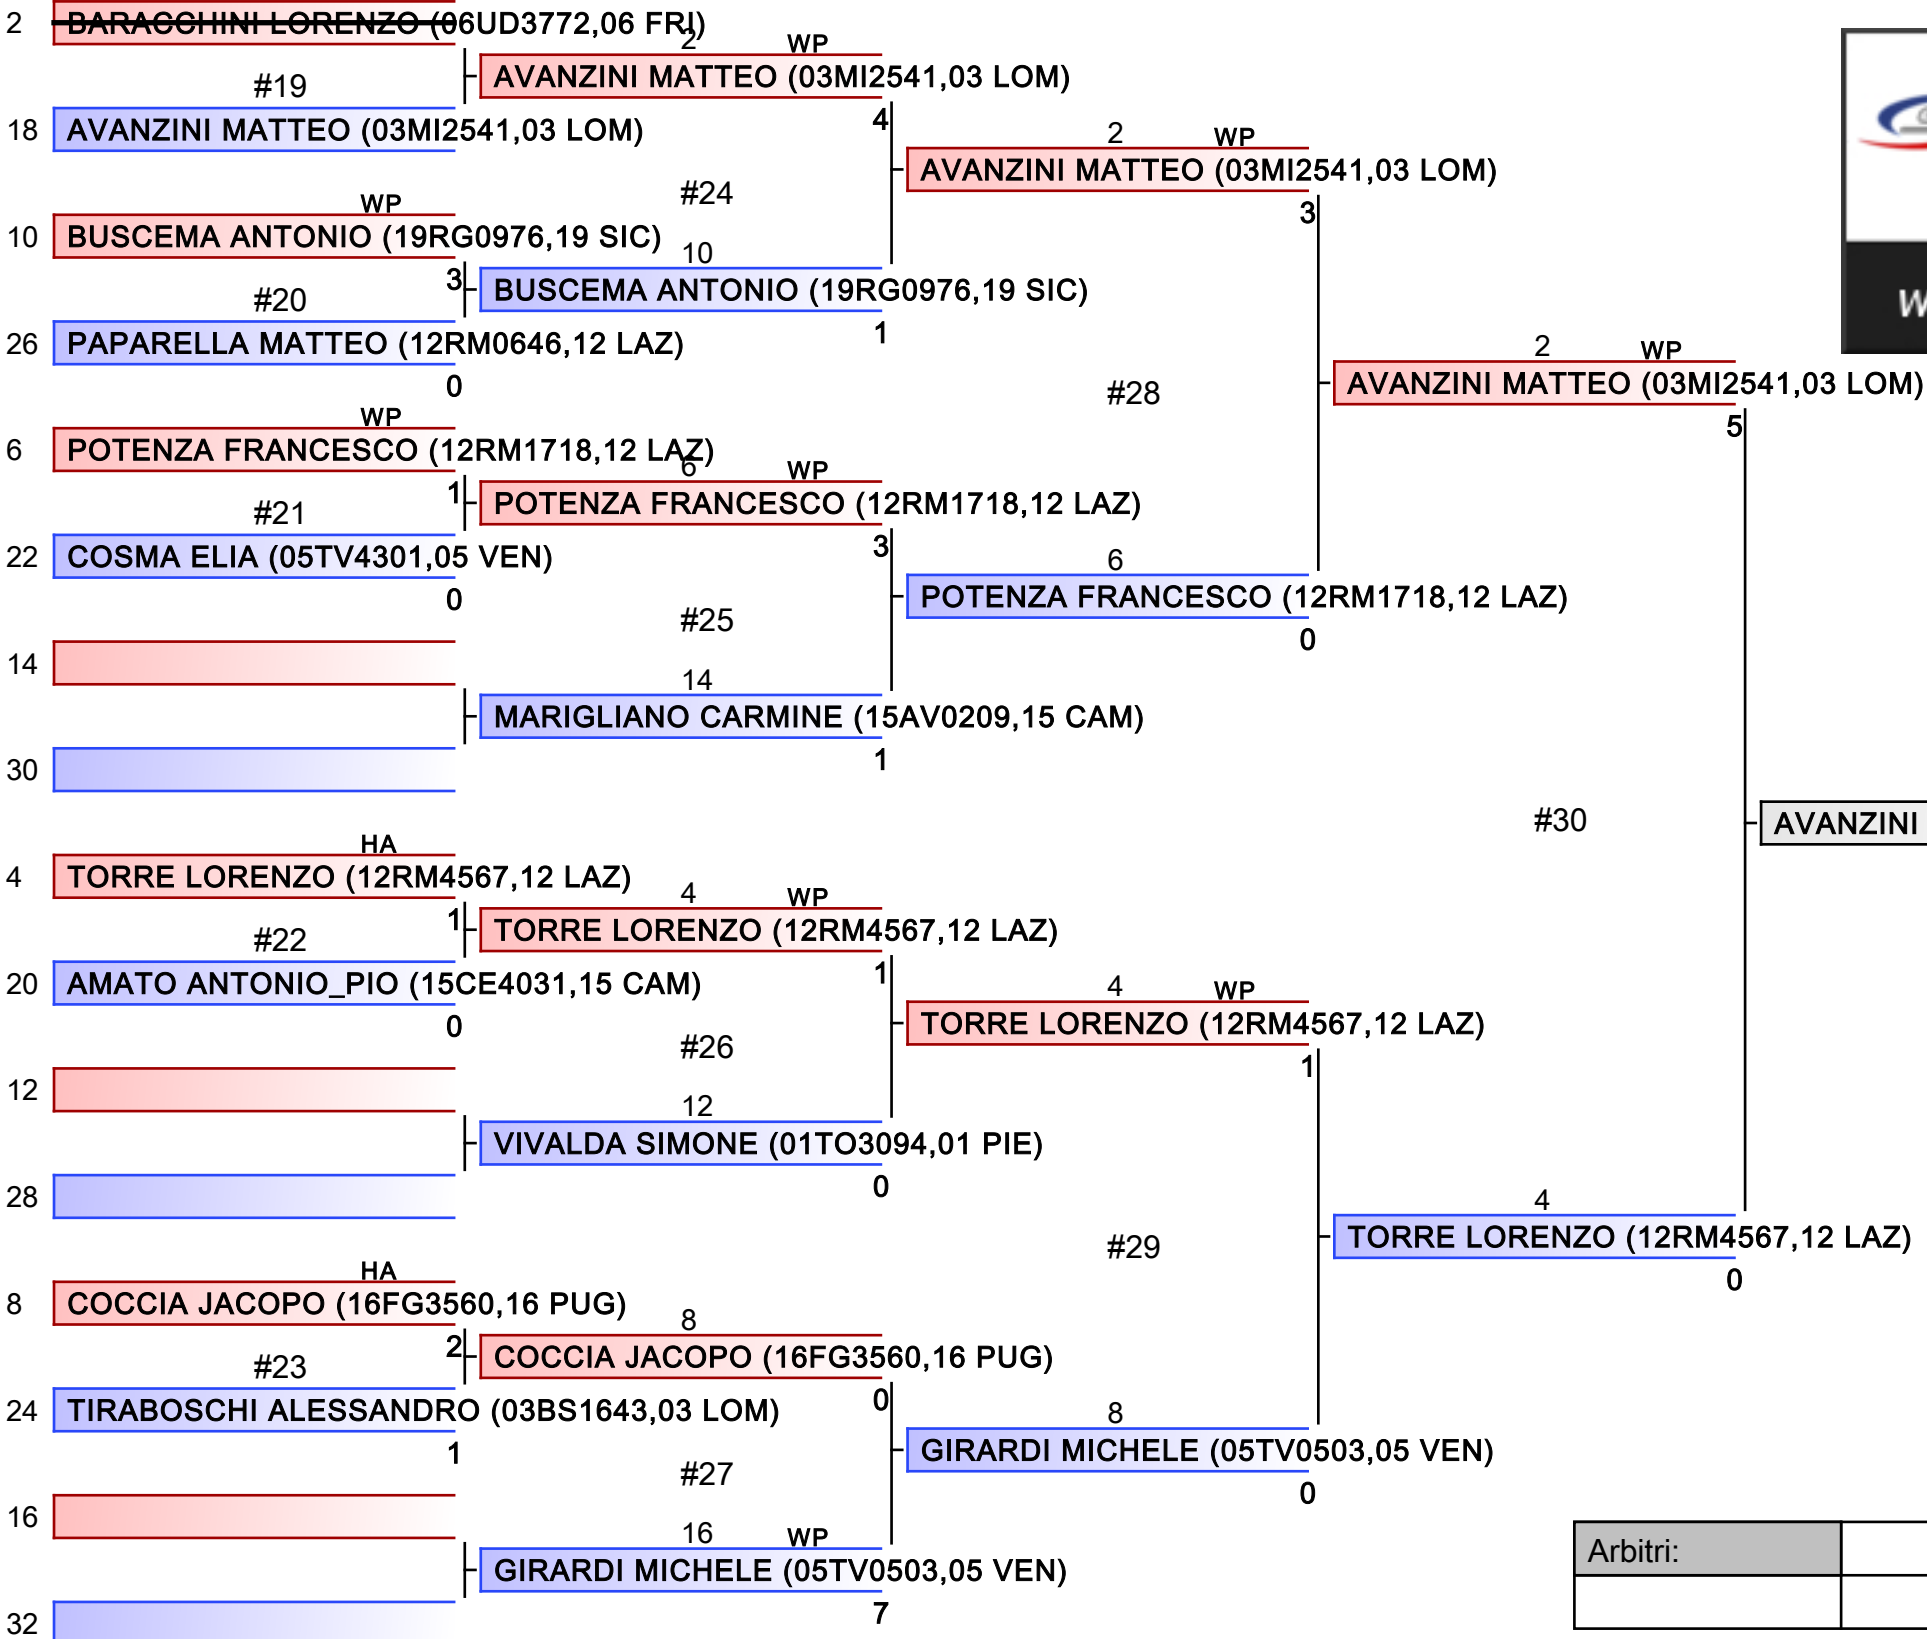 2 BARACCHINI LORENZO (06UD3772,06 FRI)
2 WP
AVANZINI MATTEO (03MI2541,03 LOM)
#19
4
18 AVANZINI MATTEO (03MI2541,03 LOM)
2 WP
AVANZINI MATTEO (03MI2541,03 LOM)
3
#24
WP
10 BUSCEMA ANTONIO (19RG0976,19 SIC)
3
10
BUSCEMA ANTONIO (19RG0976,19 SIC)
1
#20
26 PAPARELLA MATTEO (12RM0646,12 LAZ)
0
2 WP
AVANZINI MATTEO (03MI2541,03 LOM)
5
#28
WP
6 POTENZA FRANCESCO (12RM1718,12 LAZ)
1
6 WP
POTENZA FRANCESCO (12RM1718,12 LAZ)
3
#21
22 COSMA ELIA (05TV4301,05 VEN)
0
6
POTENZA FRANCESCO (12RM1718,12 LAZ)
0
#25
14
14
MARIGLIANO CARMINE (15AV0209,15 CAM)
1
30
#30
AVANZINI
HA
4 TORRE LORENZO (12RM4567,12 LAZ)
1
4 WP
TORRE LORENZO (12RM4567,12 LAZ)
1
#22
20 AMATO ANTONIO_PIO (15CE4031,15 CAM)
0
4 WP
TORRE LORENZO (12RM4567,12 LAZ)
1
#26
12
12
VIVALDA SIMONE (01TO3094,01 PIE)
0
28
4
TORRE LORENZO (12RM4567,12 LAZ)
0
#29
HA
8 COCCIA JACOPO (16FG3560,16 PUG)
2
8
COCCIA JACOPO (16FG3560,16 PUG)
0
#23
24 TIRABOSCHI ALESSANDRO (03BS1643,03 LOM)
1
8
GIRARDI MICHELE (05TV0503,05 VEN)
0
#27
16
16 WP
GIRARDI MICHELE (05TV0503,05 VEN)
7
32
Arbitri: